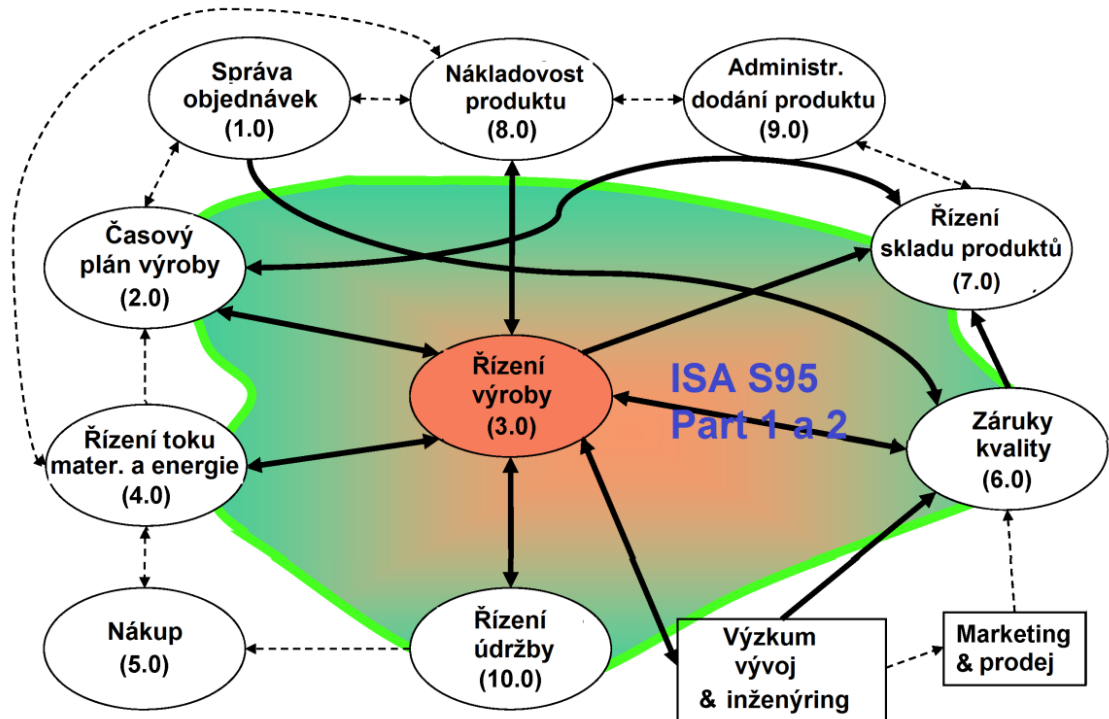 Správa
objednávek
(1.0)
Nákladovost
produktu
(8.0)
Administr.
dodání produktu
(9.0)
Časový
plán výroby
(2.0)
Řízení
skladu produktů
(7.0)
Řízení
výroby
(3.0)
ISA S95
Part 1 a 2
Řízení toku
mater. a energie
(4.0)
Záruky
kvality
(6.0)
Nákup
(5.0)
Řízení
údržby
(10.0)
Výzkum
vývoj
& inženýring
Marketing
& prodej